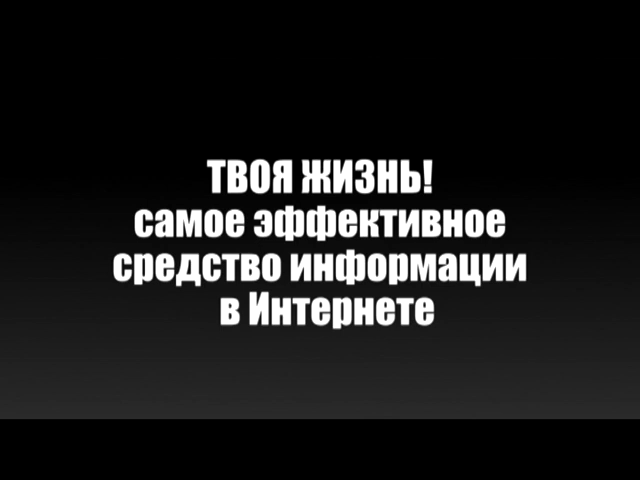 ТВОЯ ЖИЗНЬ!
самое эффективное
средство информации
в Интернете